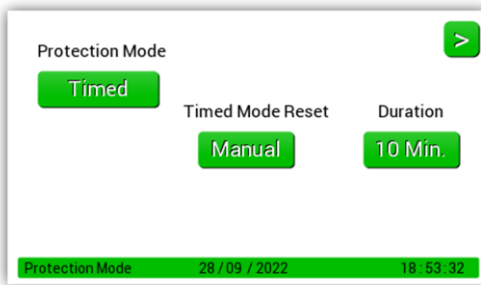 >
Protection Mode
Timed
Timed Mode Reset Duration
Manual 10 Min.
Protection Mode 28/09/2022 18:53:32